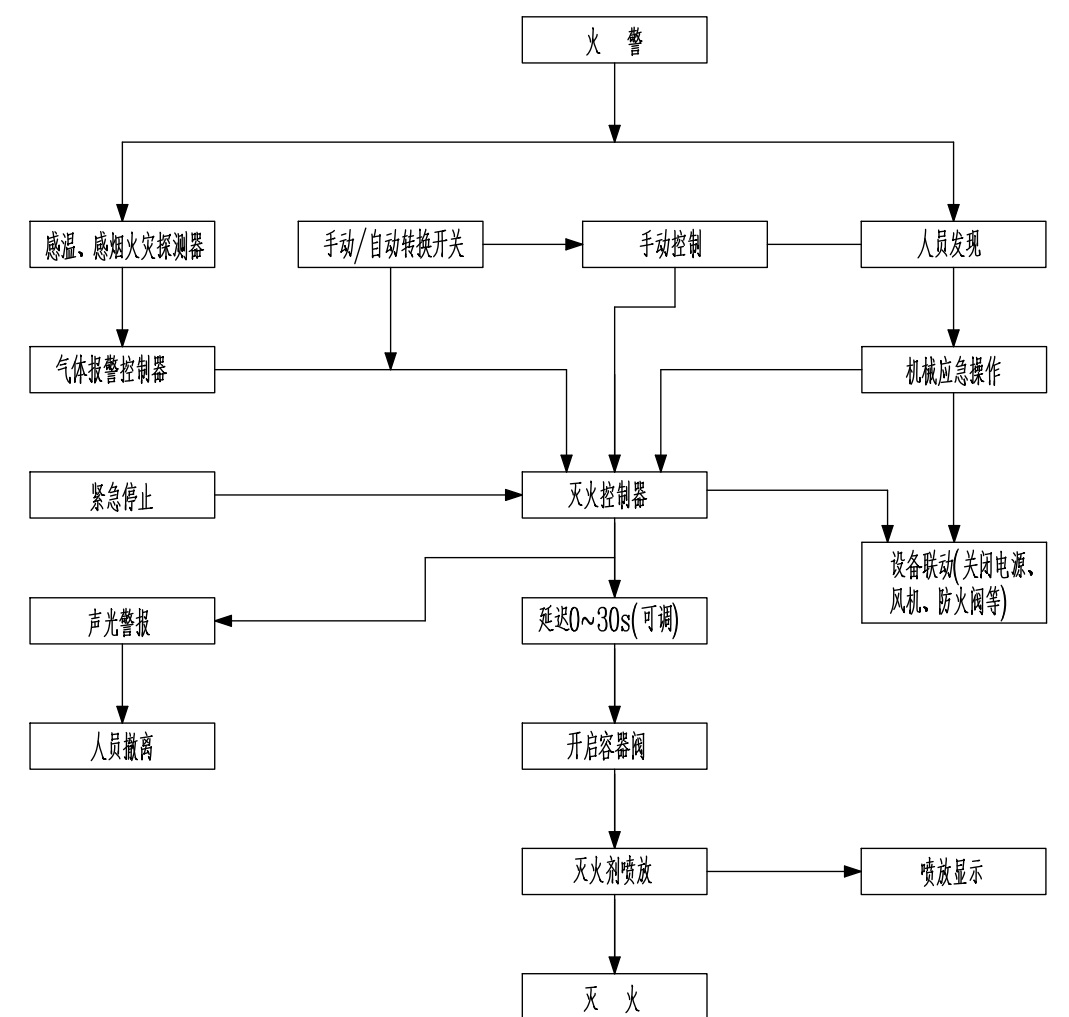 火 警
感温、感烟火灾探测器
手动/自动转换开关
手动控制
人员发现
气体报警控制器
机械应急操作
紧急停止
灭火控制器
设备联动(关闭电源、
风机、防火阀等)
声光警报
延迟0~30s(可调)
人员撤离
开启容器阀
灭火剂喷放
喷放显示
灭 火